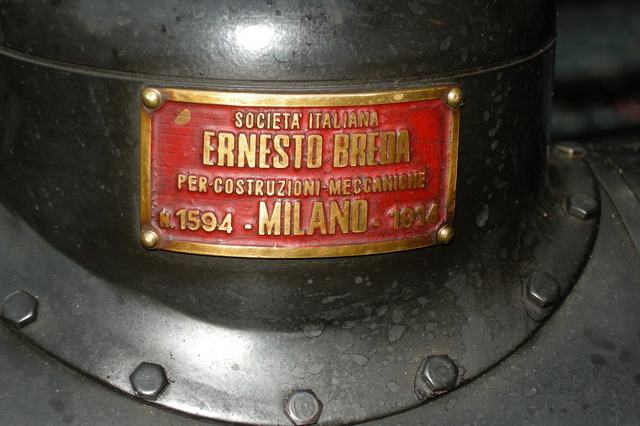 SOCIETA' ITALIANA
ERNESTO BREDA
PER·COSTRUZIONI·MECCANICHE
N. 1594 - MILANO - 1914